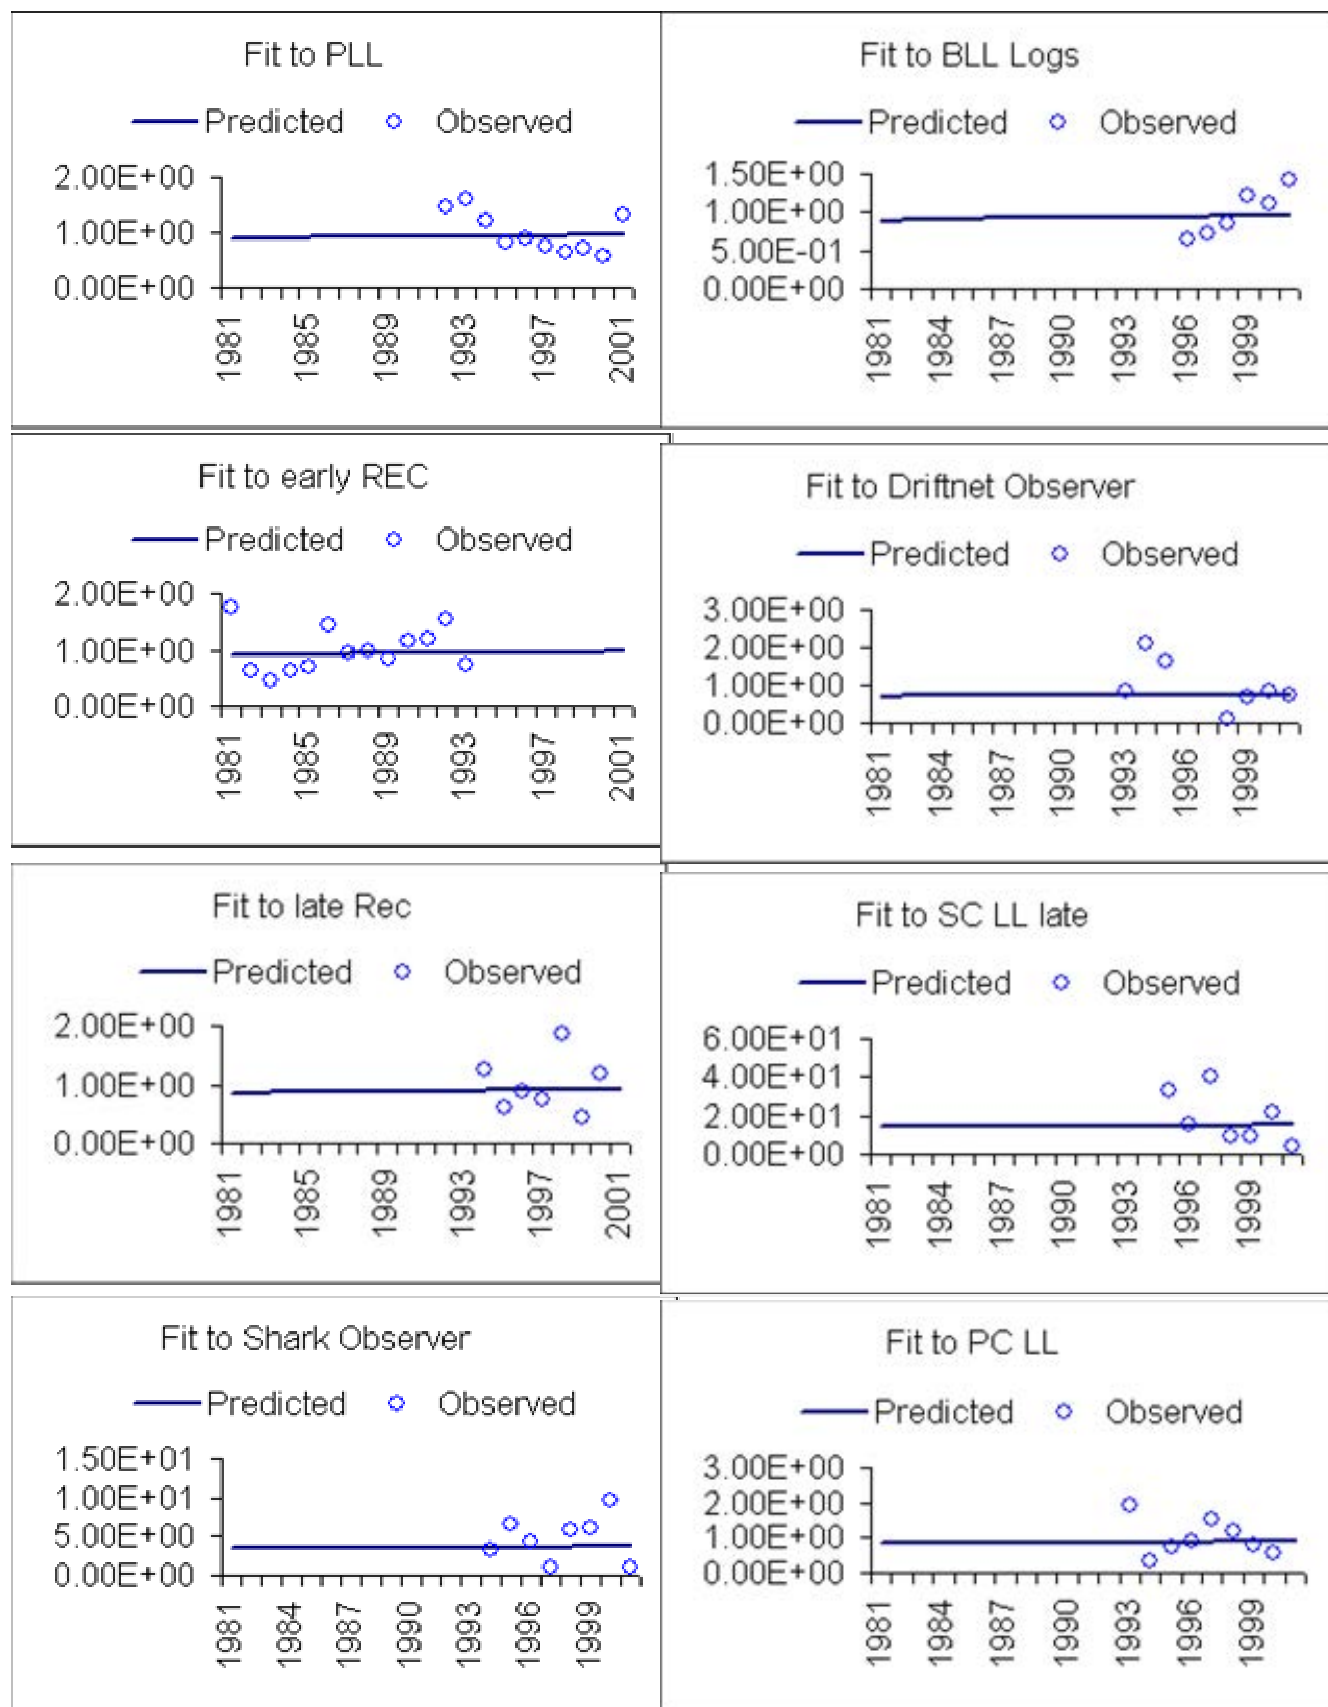 Fit to PLL
Predicted Observed
2.00E+00
1.00E+00
0.00E+00
1981 1985 1989 1993 1997 2001
Fit to BLL Logs
Predicted Observed
1.50E+00
1.00E+00
5.00E-01
0.00E+00
1981 1984 1987 1990 1993 1996 1999
Fit to early REC
Predicted Observed
2.00E+00
1.00E+00
0.00E+00
1981 1985 1989 1993 1997 2001
Fit to Driftnet Observer
Predicted Observed
3.00E+00
2.00E+00
1.00E+00
0.00E+00
1981 1984 1987 1990 1993 1996 1999
Fit to late Rec
Predicted Observed
2.00E+00
1.00E+00
0.00E+00
1981 1985 1989 1993 1997 2001
Fit to SC LL late
Predicted Observed
6.00E+01
4.00E+01
2.00E+01
0.00E+00
1981 1984 1987 1990 1993 1996 1999
Fit to Shark Observer
Predicted Observed
1.50E+01
1.00E+01
5.00E+00
0.00E+00
1981 1984 1987 1990 1993 1996 1999
Fit to PC LL
Predicted Observed
3.00E+00
2.00E+00
1.00E+00
0.00E+00
1981 1984 1987 1990 1993 1996 1999